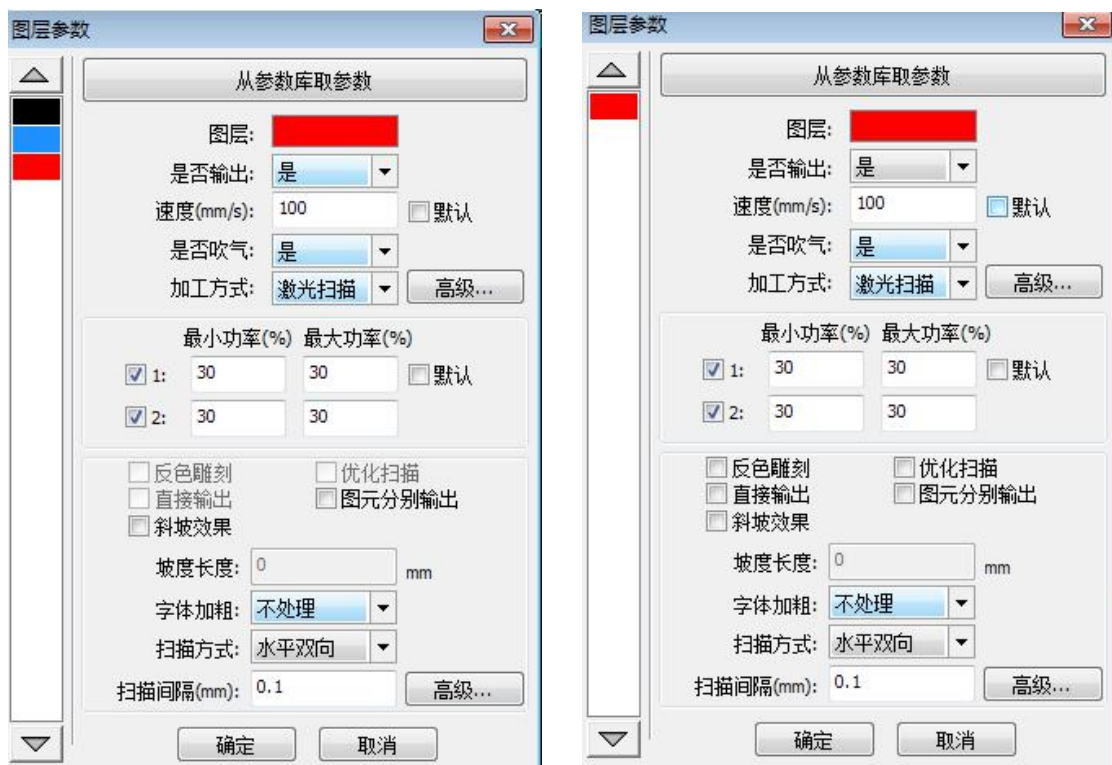 图层参数
从参数库取参数
图层:
是否输出: 是
速度(mm/s): 100 默认
是否吹气: 是
加工方式: 激光扫描 高级...
最小功率(%) 最大功率(%)
1: 30 30 默认
2: 30 30
反色雕刻 优化扫描
直接输出 图元分别输出
斜坡效果
坡度长度: 0 mm
字体加粗: 不处理
扫描方式: 水平双向
扫描间隔(mm): 0.1 高级...
确定 取消
图层参数
从参数库取参数
图层:
是否输出: 是
速度(mm/s): 100 默认
是否吹气: 是
加工方式: 激光扫描 高级...
最小功率(%) 最大功率(%)
1: 30 30 默认
2: 30 30
反色雕刻 优化扫描
直接输出 图元分别输出
斜坡效果
坡度长度: 0 mm
字体加粗: 不处理
扫描方式: 水平双向
扫描间隔(mm): 0.1 高级...
确定 取消